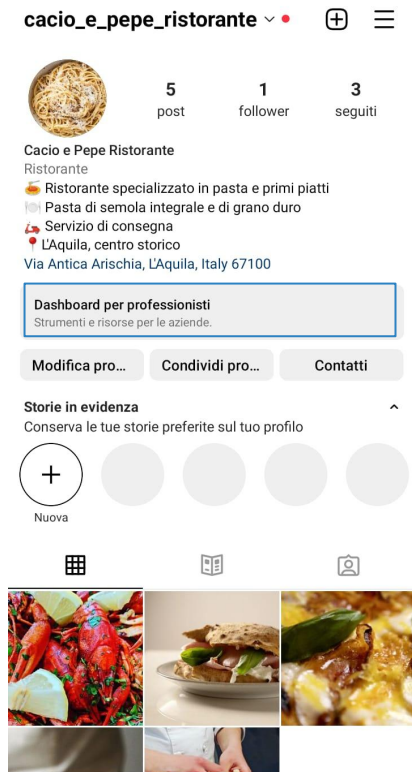 cacio_e_pepe_ristorante
5 1 3
post follower seguiti
Cacio e Pepe Ristorante
Ristorante
🍝 Ristorante specializzato in pasta e primi piatti
🍽️ Pasta di semola integrale e di grano duro
🛵 Servizio di consegna
📍 L'Aquila, centro storico
Via Antica Arischia, L'Aquila, Italy 67100
Dashboard per professionisti
Strumenti e risorse per le aziende.
Modifica pro... Condividi pro... Contatti
Storie in evidenza
Conserva le tue storie preferite sul tuo profilo
Nuova